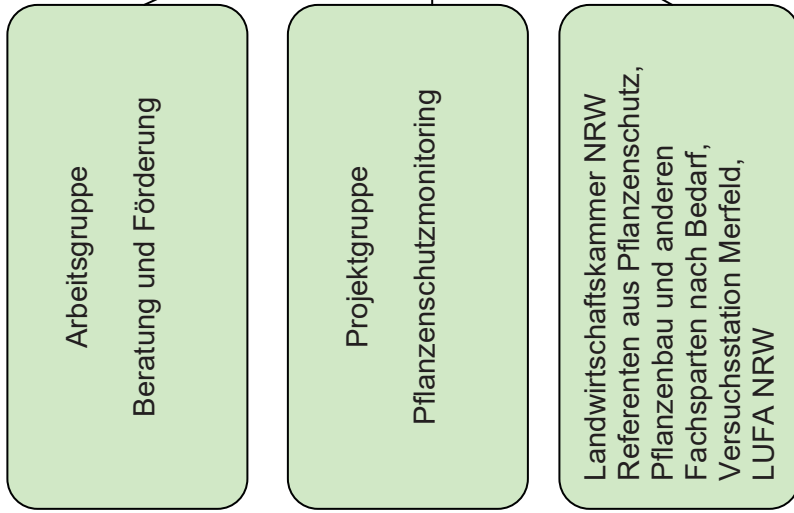 Arbeitsgruppe
Beratung und Förderung
Projektgruppe
Pflanzenschutzmonitoring
Landwirtschaftskammer NRW
Referenten aus Pflanzenschutz,
Pflanzenbau und anderen
Fachsparten nach Bedarf,
Versuchsstation Merfeld,
LUFA NRW